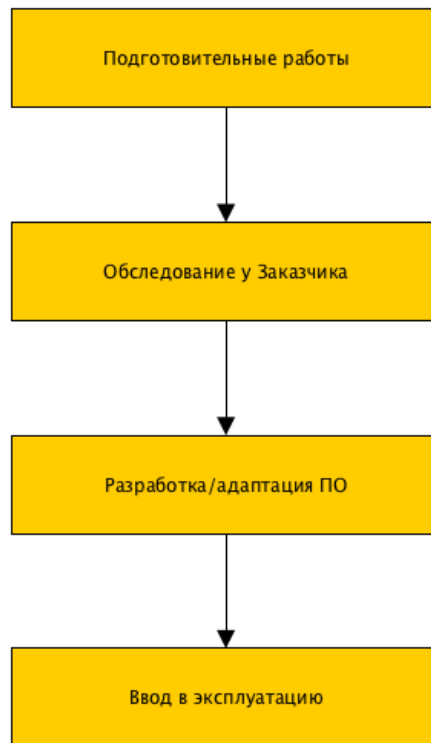 Подготовительные работы
Обследование у Заказчика
Разработка/адаптация ПО
Ввод в эксплуатацию